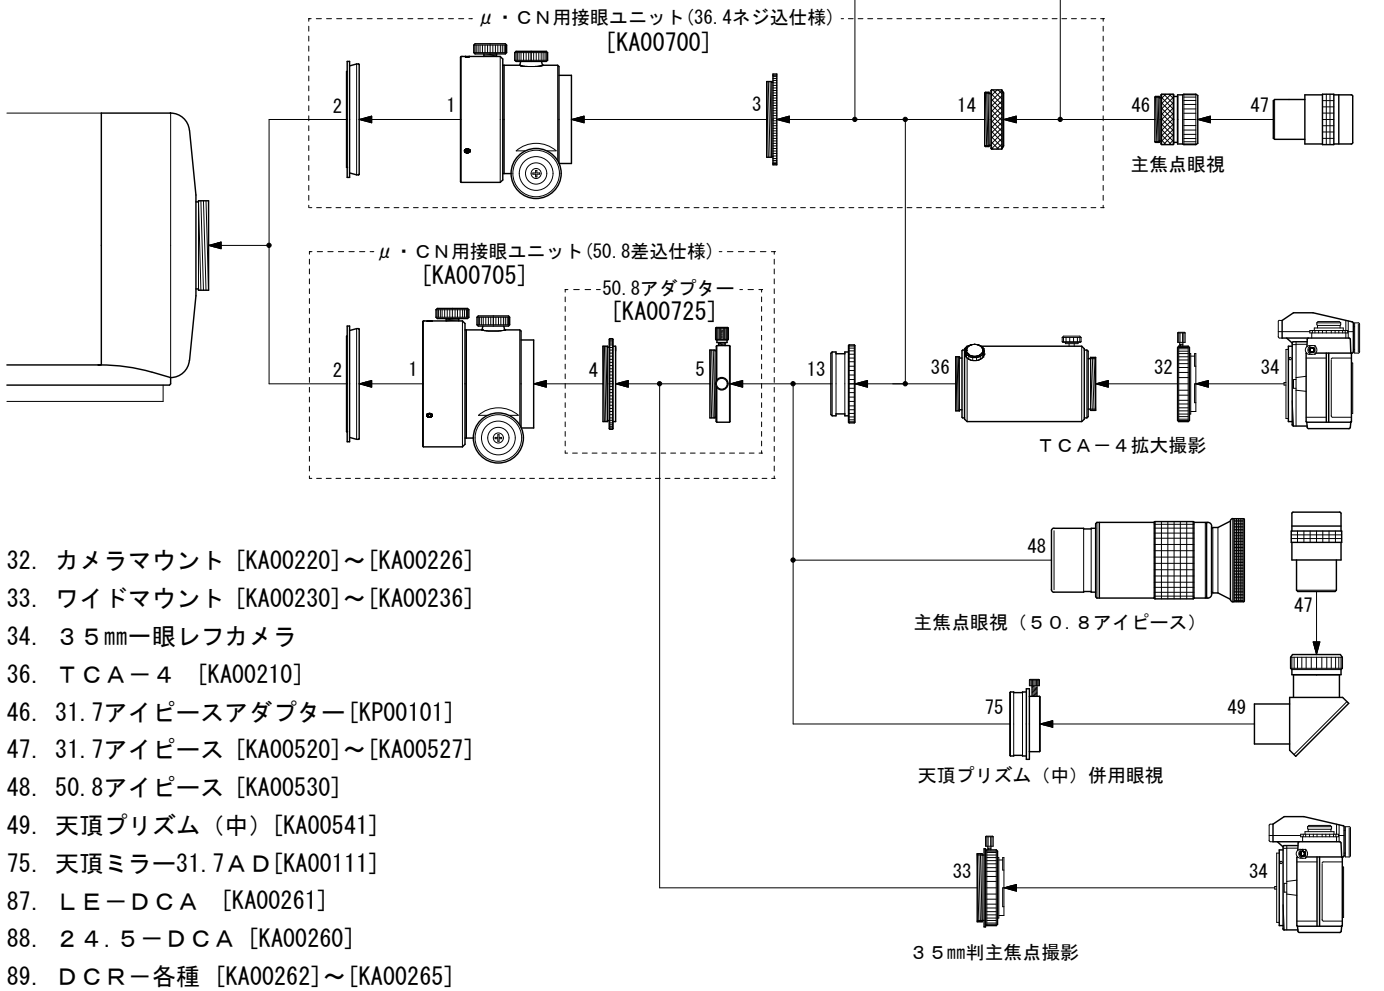 μ・CN用接眼ユニット(36.4ネジ込仕様)
[KA00700]
2
1
3
14
46
47
主焦点眼視
μ・CN用接眼ユニット(50.8差込仕様)
[KA00705]
50.8アダプター
[KA00725]
2
1
4
5
13
36
32
34
TCA-4拡大撮影
48
主焦点眼視(50.8アイピース)
47
75
49
天頂プリズム(中)併用眼視
33
34
35㎜判主焦点撮影
32. カメラマウント [KA00220]~[KA00226]
33. ワイドマウント [KA00230]~[KA00236]
34. 35㎜一眼レフカメラ
36. TCA-4 [KA00210]
46. 31.7アイピースアダプター[KP00101]
47. 31.7アイピース [KA00520]~[KA00527]
48. 50.8アイピース [KA00530]
49. 天頂プリズム(中)[KA00541]
75. 天頂ミラー31.7AD[KA00111]
87. LE-DCA [KA00261]
88. 24.5-DCA [KA00260]
89. DCR-各種 [KA00262]~[KA00265]